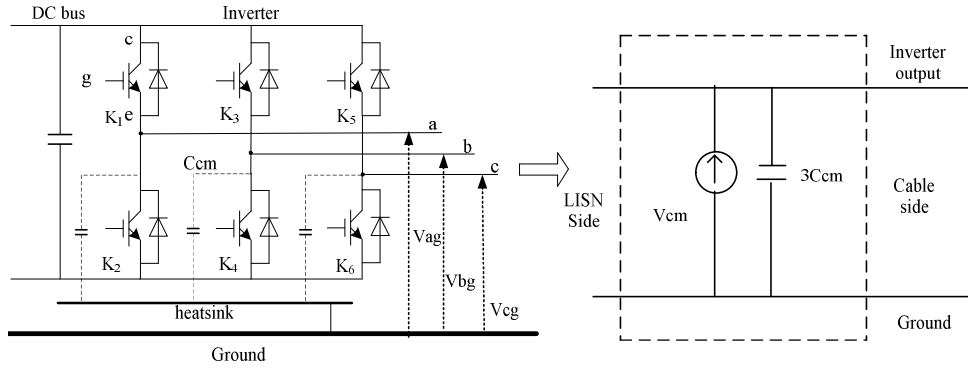 DC bus
Inverter
c
g
K1e
K3
K5
a
b
c
Ccm
K2
K4
K6
Vag
Vbg
Vcg
heatsink
Ground
Inverter
output
LISN
Side
Vcm
3Ccm
Cable
side
Ground